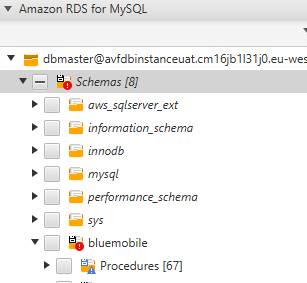 Amazon RDS for MySQL
dbmaster@avfdbinstanceuat.cm16jb1l31j0.eu-wes
Schemas [8]
aws_sqlserver_ext
information_schema
innodb
mysql
performance_schema
sys
bluemobile
Procedures [67]